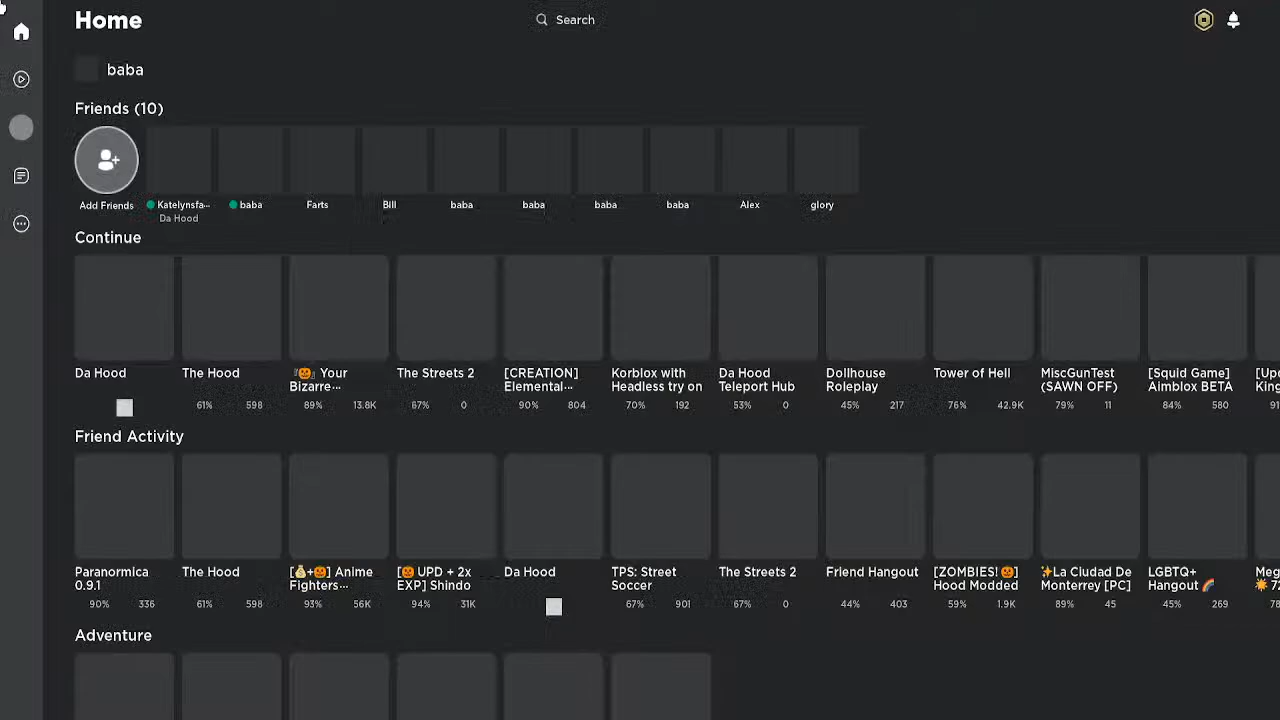 Home
Search
baba
Friends (10)
Add Friends
Katelynsfa...
Da Hood
baba
Farts
Bill
baba
baba
baba
baba
Alex
glory
Continue
Da Hood
The Hood
61% 598
『🎃』 Your
Bizarre...
89% 13.8K
The Streets 2
67% 0
[CREATION]
Elemental...
90% 804
Korblox with
Headless try on
70% 192
Da Hood
Teleport Hub
53% 0
Dollhouse
Roleplay
45% 217
Tower of Hell
76% 42.9K
MiscGunTest
(SAWN OFF)
79% 11
[Squid Game]
Aimblox BETA
84% 580
[Up
King
91
Friend Activity
Paranormica
0.9.1
90% 336
The Hood
61% 598
[💰+🎃] Anime
Fighters...
93% 56K
[🎃 UPD + 2x
EXP] Shindo
94% 31K
Da Hood
TPS: Street
Soccer
67% 901
The Streets 2
67% 0
Friend Hangout
44% 403
[ZOMBIES!🎃]
Hood Modded
59% 1.9K
✨La Ciudad De
Monterrey [PC]
89% 45
LGBTQ+
Hangout 🌈
45% 269
Meg
☀️ 72
78
Adventure